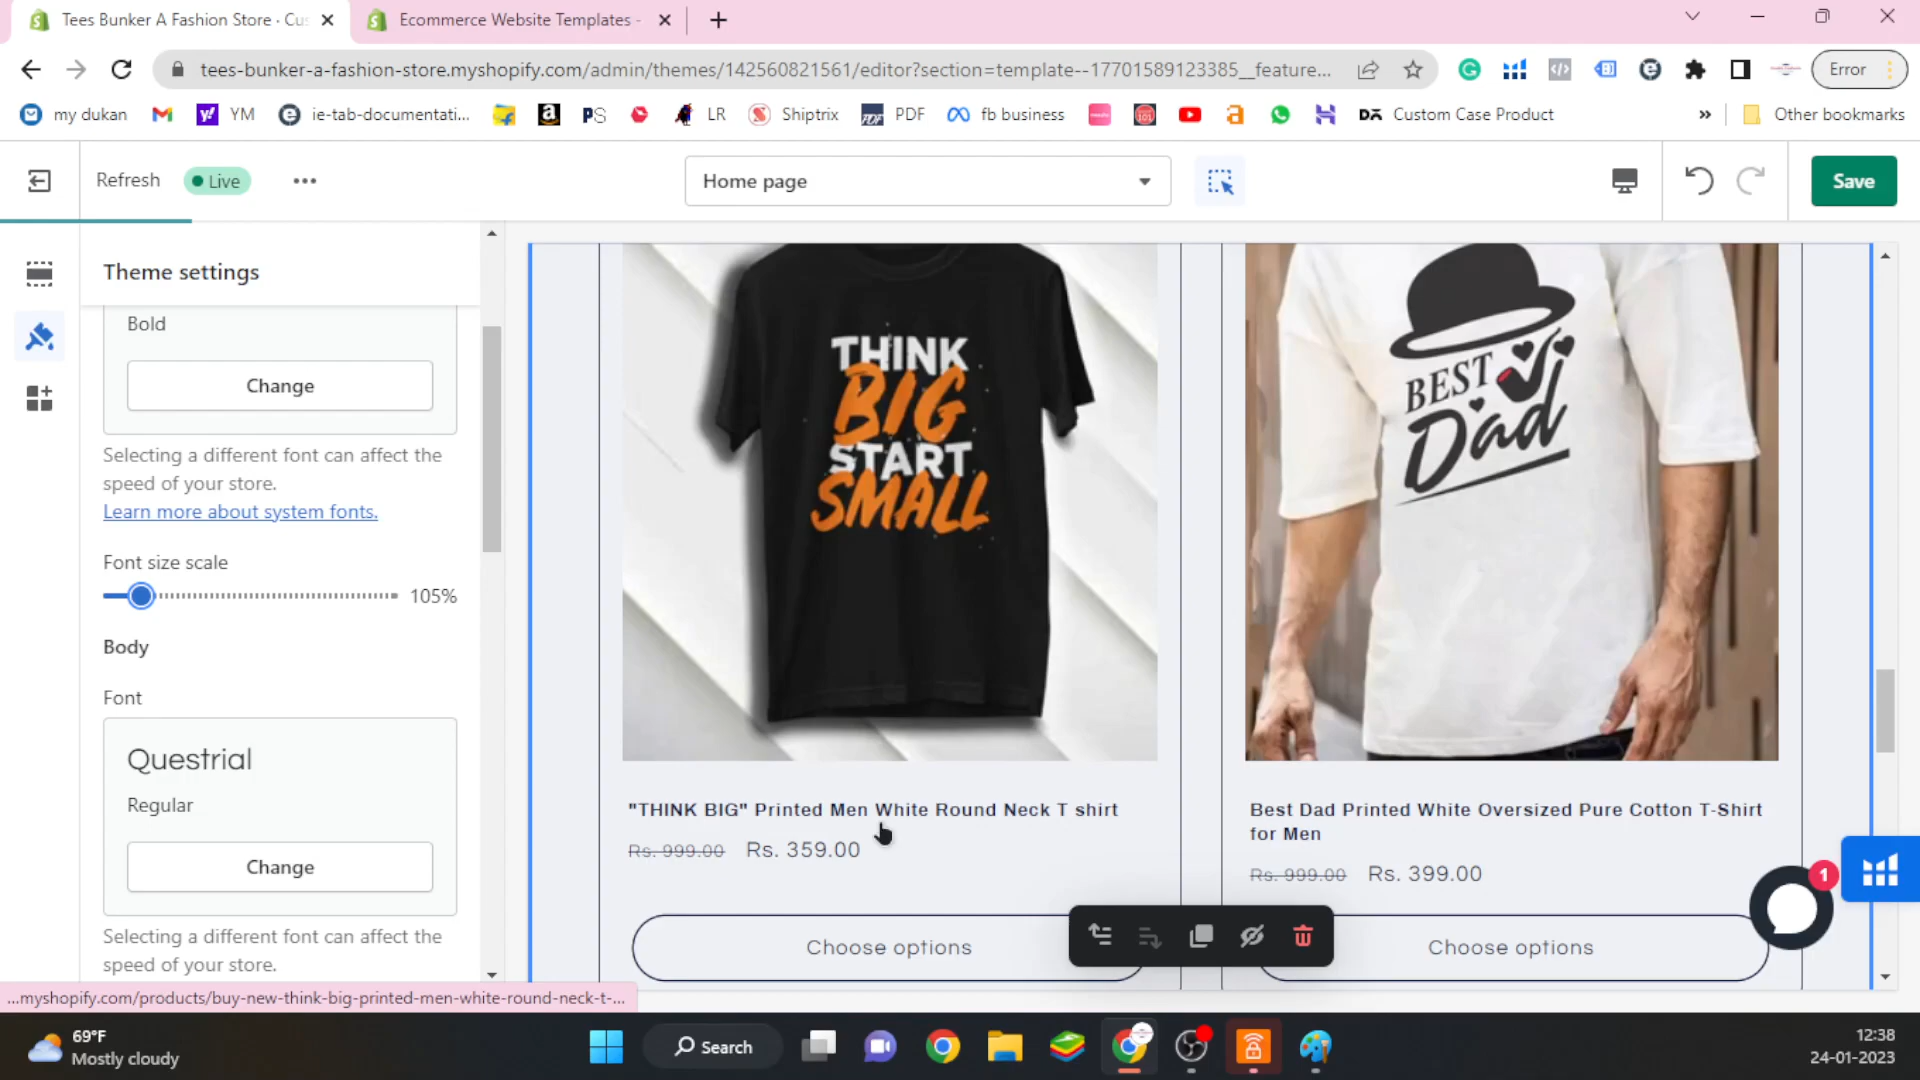 Tees Bunker A Fashion Store · Cu
Ecommerce Website Templates -
tees-bunker-a-fashion-store.myshopify.com/admin/themes/142560821561/editor?section=template--17701589123385__feature...
Error
my dukan
YM
ie-tab-documentati...
PS
LR
Shiptrix
PDF
fb business
Custom Case Product
»
Other bookmarks
Refresh
Live
Home page
Save
Theme settings
Bold
Change
Selecting a different font can affect the
speed of your store.
Learn more about system fonts.
Font size scale
105%
Body
Font
Questrial
Regular
Change
Selecting a different font can affect the
speed of your store.
THINK
BIG
START
SMALL
BEST
Dad
"THINK BIG" Printed Men White Round Neck T shirt
Rs. 999.00 Rs. 359.00
Choose options
Best Dad Printed White Oversized Pure Cotton T-Shirt
for Men
Rs. 999.00 Rs. 399.00
Choose options
1
...myshopify.com/products/buy-new-think-big-printed-men-white-round-neck-t-...
69°F
Mostly cloudy
Search
12:38
24-01-2023